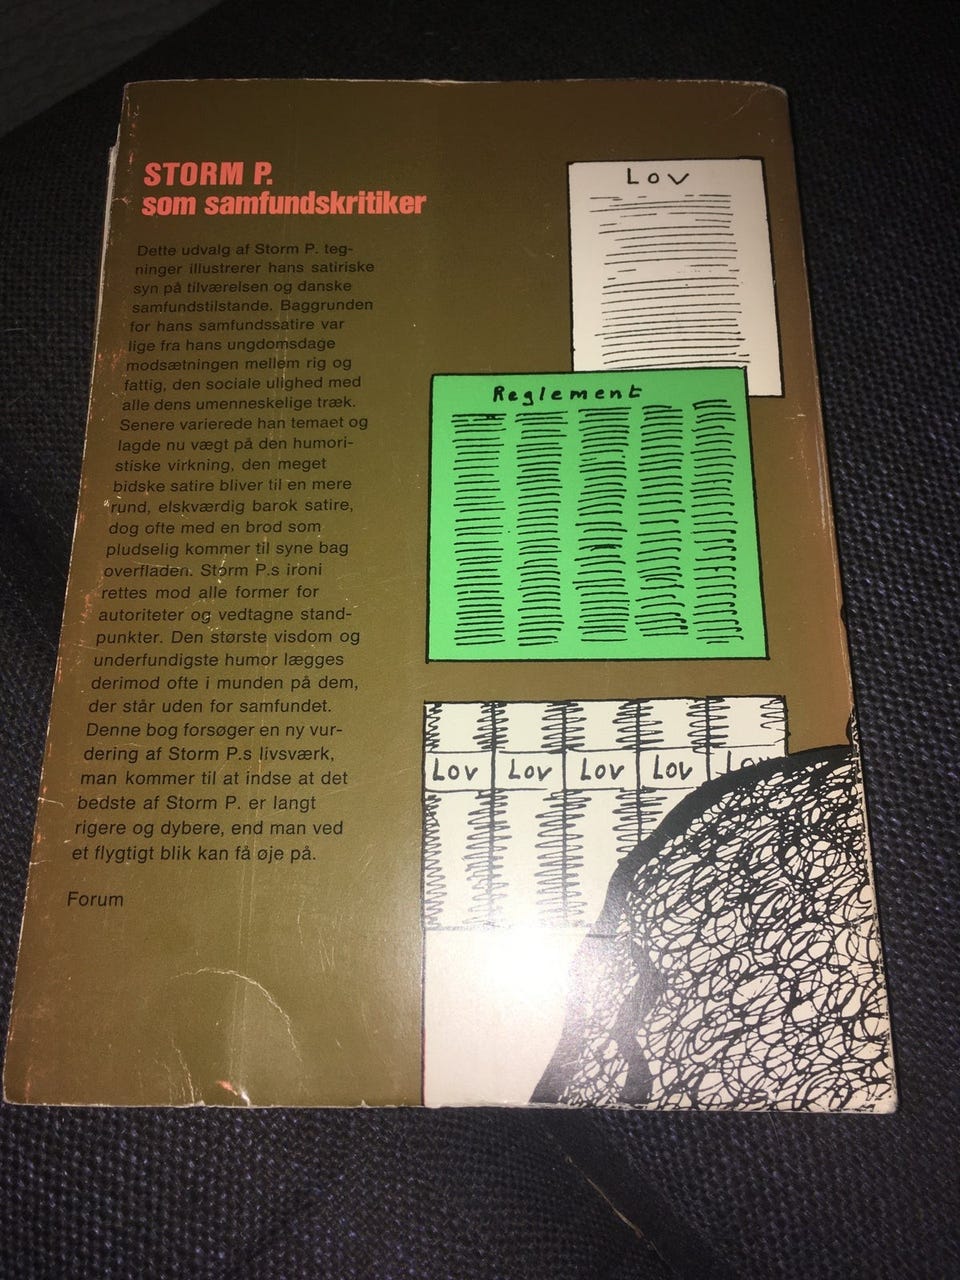 STORM P.
som samfundskritiker
Dette udvalg af Storm P. teg-
ninger illustrerer hans satiriske
syn på tilværelsen og danske
samfundstilstande. Baggrunden
for hans samfundssatire var
lige fra hans ungdomsdage
modsætningen mellem rig og
fattig, den sociale ulighed med
alle dens umenneskelige træk.
Senere varierede han temaet og
lagde nu vægt på den humori-
stiske virkning, den meget
bidske satire bliver til en mere
rund, elskværdig barok satire,
dog ofte med en brod som
pludselig kommer til syne bag
overfladen. Storm P.s ironi
rettes mod alle former for
autoriteter og vedtagne stand-
punkter. Den største visdom og
underfundigste humor lægges
derimod ofte i munden på dem,
der står uden for samfundet.
Denne bog forsøger en ny vur-
dering af Storm P.s livsværk,
man kommer til at indse at det
bedste af Storm P. er langt
rigere og dybere, end man ved
et flygtigt blik kan få øje på.
Forum
Lov
Reglement
Lov Lov Lov Lov Lov